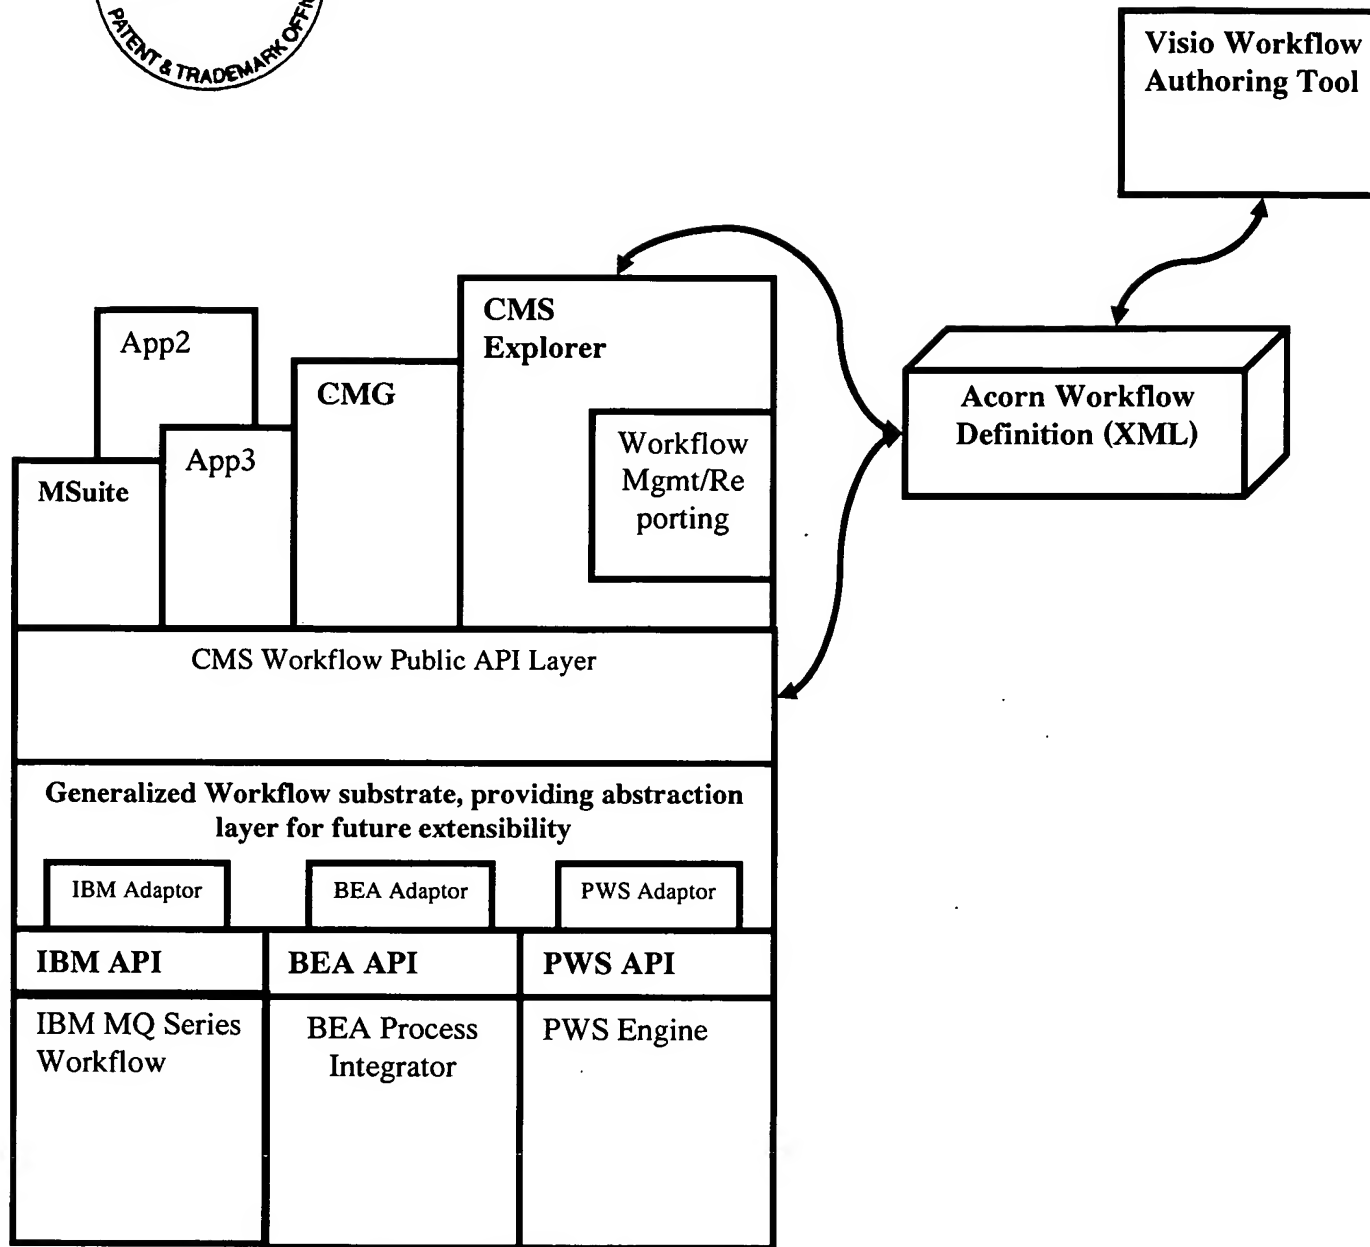 PATENT & TRADEMARK
Visio Workflow
Authoring Tool
CMS
Explorer
App2
CMG
Acorn Workflow
Definition (XML)
Workflow
Mgmt/Re
porting
App3
MSuite
CMS Workflow Public API Layer
Generalized Workflow substrate, providing abstraction
layer for future extensibility
IBM Adaptor
BEA Adaptor
PWS Adaptor
IBM API
BEA API
PWS API
IBM MQ Series
Workflow
BEA Process
Integrator
PWS Engine